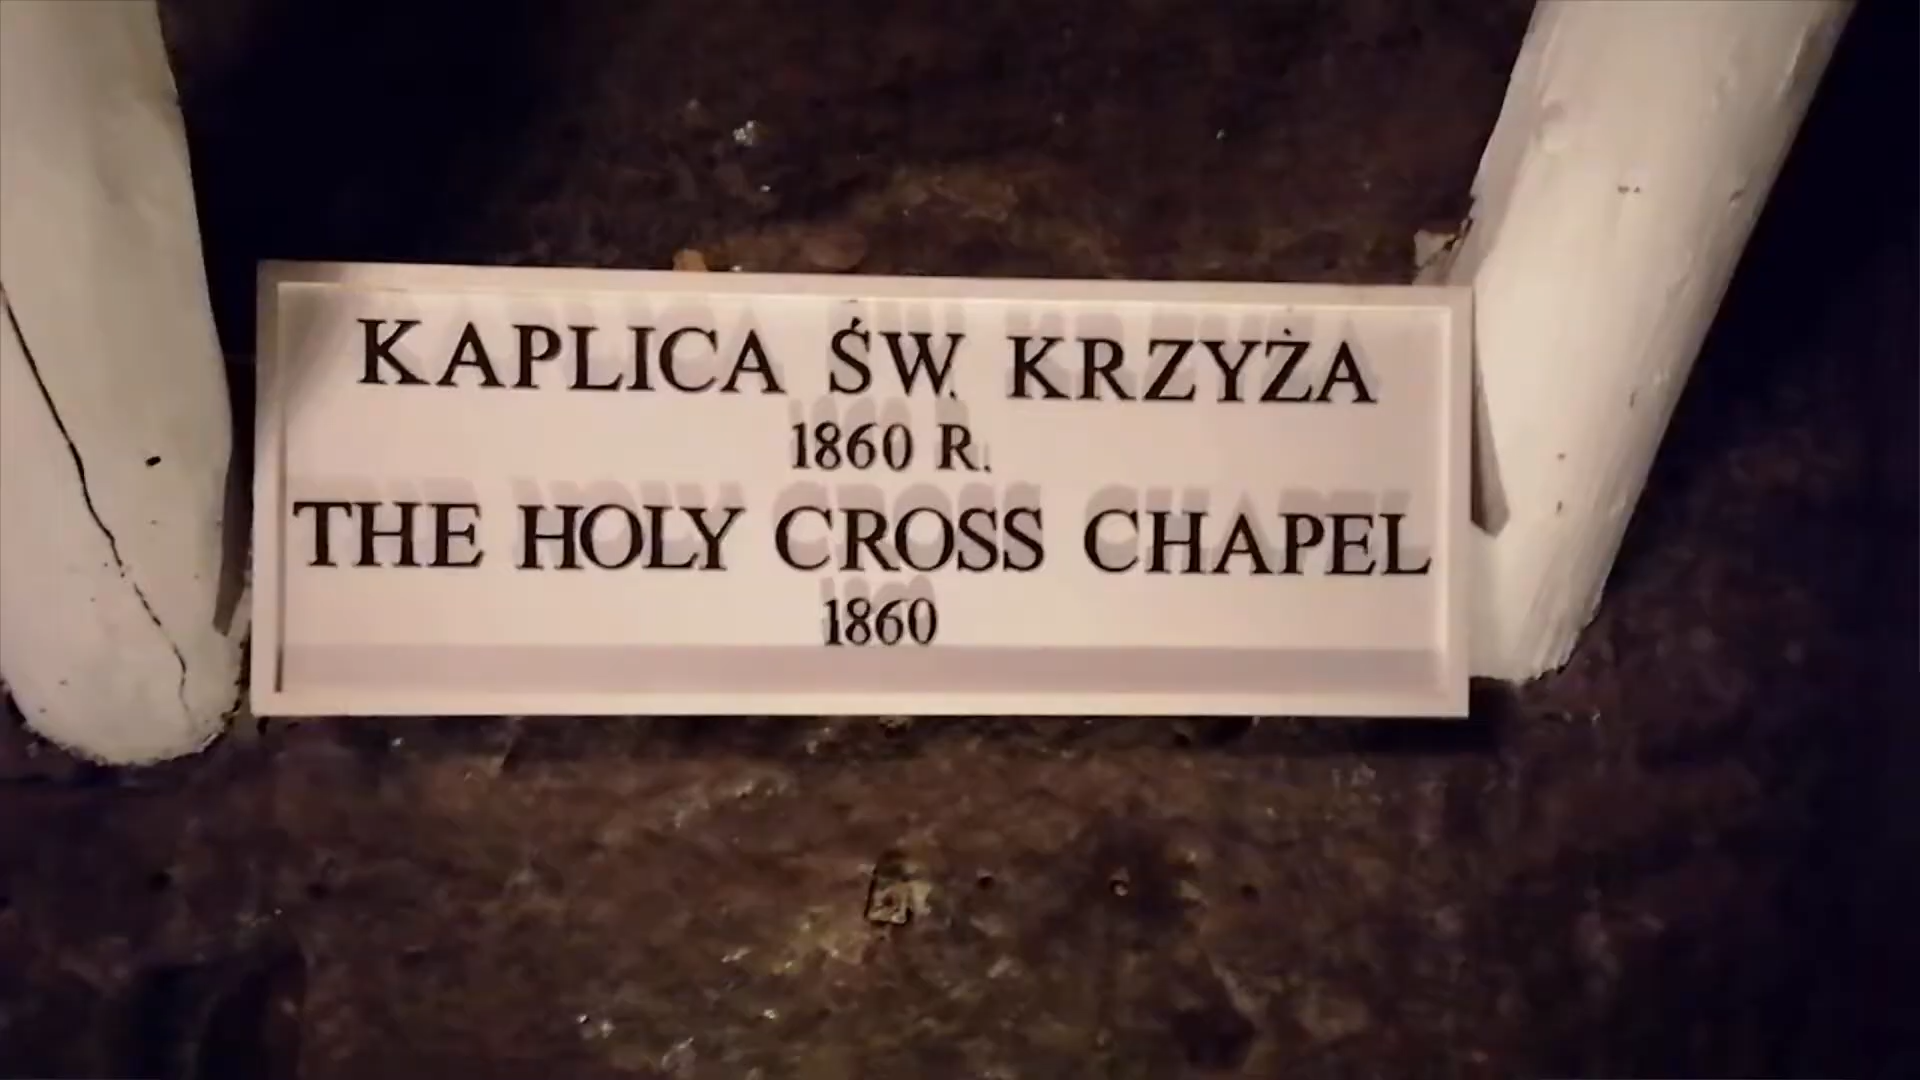 KAPLICA ŚW. KRZYŻA
1860 R.
THE HOLY CROSS CHAPEL
1860